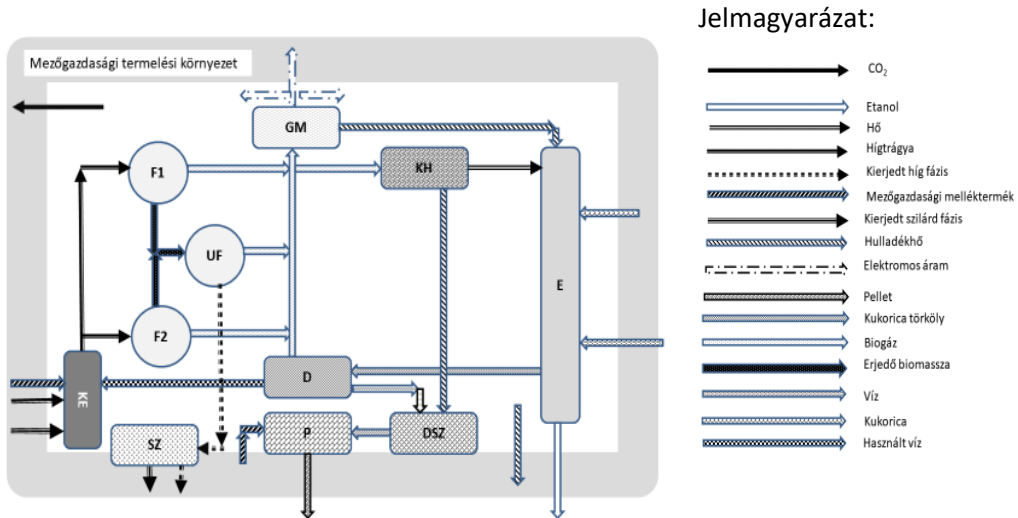 Jelmagyarázat:
Mezőgazdasági termelési környezet
GM
F1
KH
UF
E
F2
D
KE
SZ
P
DSZ
CO2
Etanol
Hő
Hígtrágya
Kierjedt híg fázis
Mezőgazdasági melléktermék
Kierjedt szilárd fázis
Hulladékhő
Elektromos áram
Pellet
Kukorica törköly
Biogáz
Erjedő biomassza
Víz
Kukorica
Használt víz